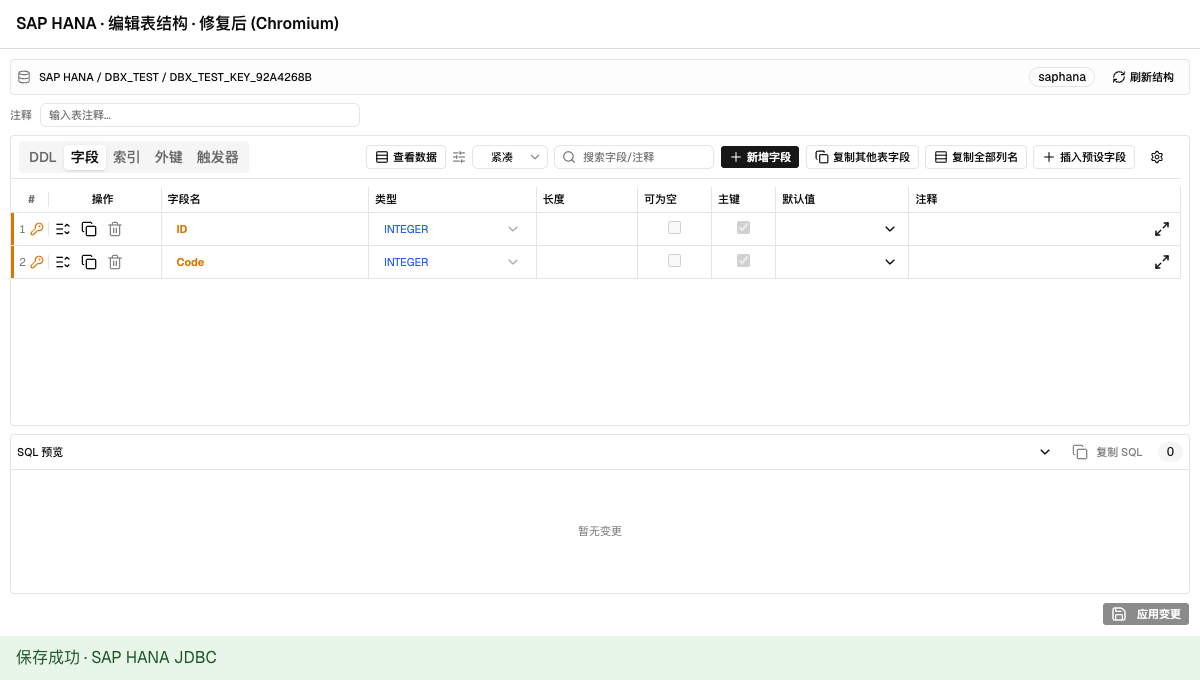 SAP HANA · 编辑表结构 · 修复后 (Chromium)
SAP HANA / DBX_TEST / DBX_TEST_KEY_92A4268B saphana 刷新结构
注释 输入表注释...
DDL 字段 索引 外键 触发器 查看数据 紧凑 搜索字段/注释 新增字段 复制其他表字段 复制全部列名 插入预设字段
# 操作 字段名 类型 长度 可为空 主键 默认值 注释
1 ID INTEGER
2 Code INTEGER
SQL 预览 复制 SQL 0
暂无变更
应用变更
保存成功 · SAP HANA JDBC